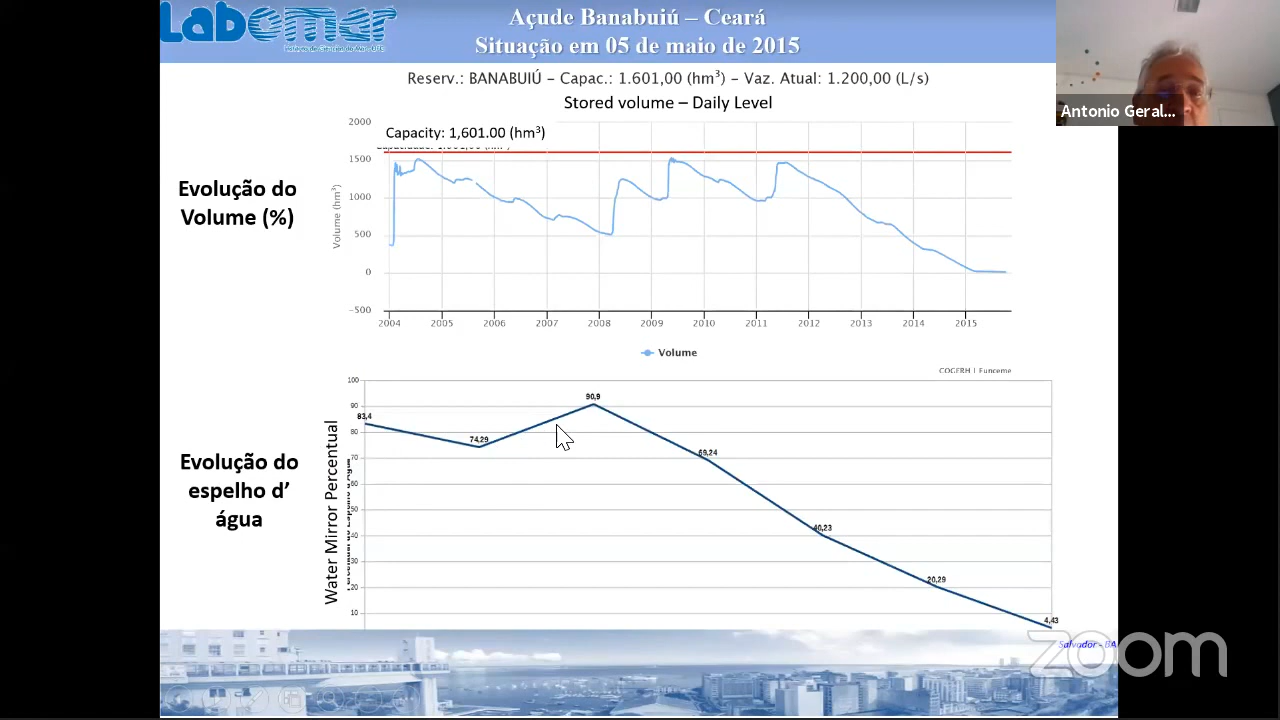 Labomar
Açude Banabuiú – Ceará
Situação em 05 de maio de 2015
Antonio Geral...
Reserv.: BANABUIÚ – Capac.: 1.601,00 (hm³) – Vaz. Atual: 1.200,00 (L/s)
Stored volume – Daily Level
Capacity: 1,601.00 (hm³)
Evolução do
Volume (%)
Volume (hm³)
2000
1500
1000
500
0
-500
2004 2005 2006 2007 2008 2009 2010 2011 2012 2013 2014 2015
Volume
COGERH | Funceme
Evolução do
espelho d’
água
Water Mirror Percentual
100
90
80
70
60
50
40
30
20
10
83,4
74,29
90,9
69,24
40,23
20,29
4,43
Salvador - BA
zoom